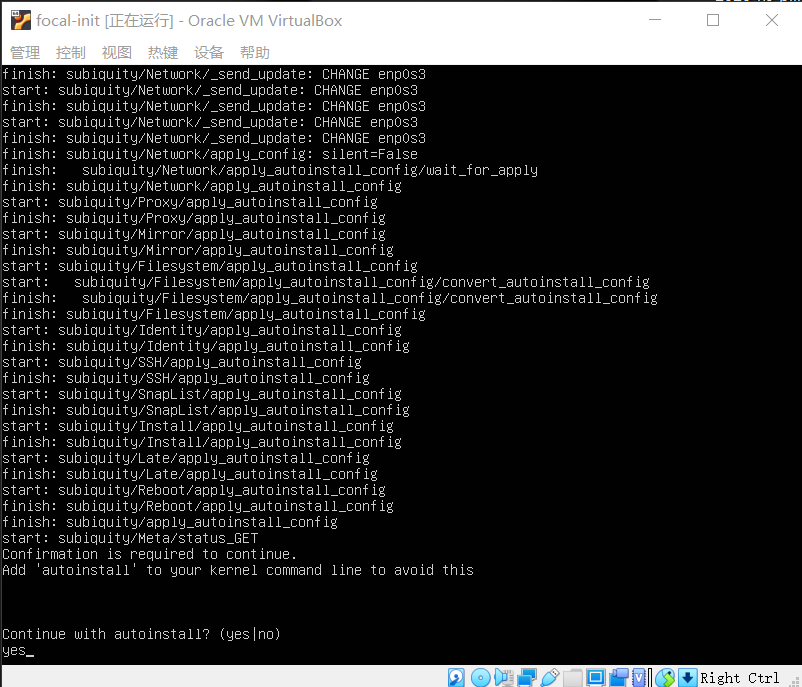 focal-init [正在运行] - Oracle VM VirtualBox
管理 控制 视图 热键 设备 帮助
finish: subiquity/Network/_send_update: CHANGE enp0s3
start: subiquity/Network/_send_update: CHANGE enp0s3
finish: subiquity/Network/_send_update: CHANGE enp0s3
start: subiquity/Network/_send_update: CHANGE enp0s3
finish: subiquity/Network/_send_update: CHANGE enp0s3
finish: subiquity/Network/apply_config: silent=False
finish:   subiquity/Network/apply_autoinstall_config/wait_for_apply
finish: subiquity/Network/apply_autoinstall_config
start: subiquity/Proxy/apply_autoinstall_config
finish: subiquity/Proxy/apply_autoinstall_config
start: subiquity/Mirror/apply_autoinstall_config
finish: subiquity/Mirror/apply_autoinstall_config
start: subiquity/Filesystem/apply_autoinstall_config
start:   subiquity/Filesystem/apply_autoinstall_config/convert_autoinstall_config
finish:   subiquity/Filesystem/apply_autoinstall_config/convert_autoinstall_config
finish: subiquity/Filesystem/apply_autoinstall_config
start: subiquity/Identity/apply_autoinstall_config
finish: subiquity/Identity/apply_autoinstall_config
start: subiquity/SSH/apply_autoinstall_config
finish: subiquity/SSH/apply_autoinstall_config
start: subiquity/SnapList/apply_autoinstall_config
finish: subiquity/SnapList/apply_autoinstall_config
start: subiquity/Install/apply_autoinstall_config
finish: subiquity/Install/apply_autoinstall_config
start: subiquity/Late/apply_autoinstall_config
finish: subiquity/Late/apply_autoinstall_config
start: subiquity/Reboot/apply_autoinstall_config
finish: subiquity/Reboot/apply_autoinstall_config
finish: subiquity/apply_autoinstall_config
start: subiquity/Meta/status_GET
Confirmation is required to continue.
Add 'autoinstall' to your kernel command line to avoid this
Continue with autoinstall? (yes|no)
yes_
Right Ctrl